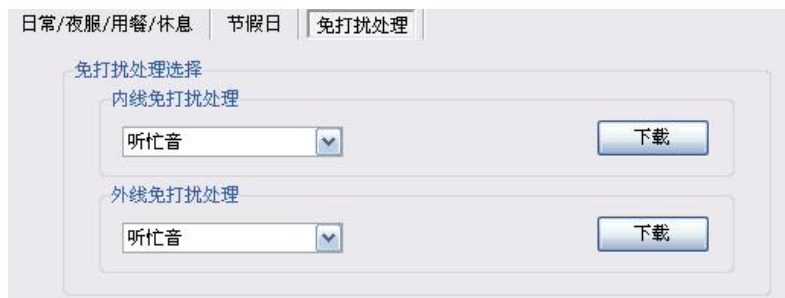 日常/夜服/用餐/休息 节假日 免打扰处理
免打扰处理选择
内线免打扰处理
听忙音 下载
外线免打扰处理
听忙音 下载